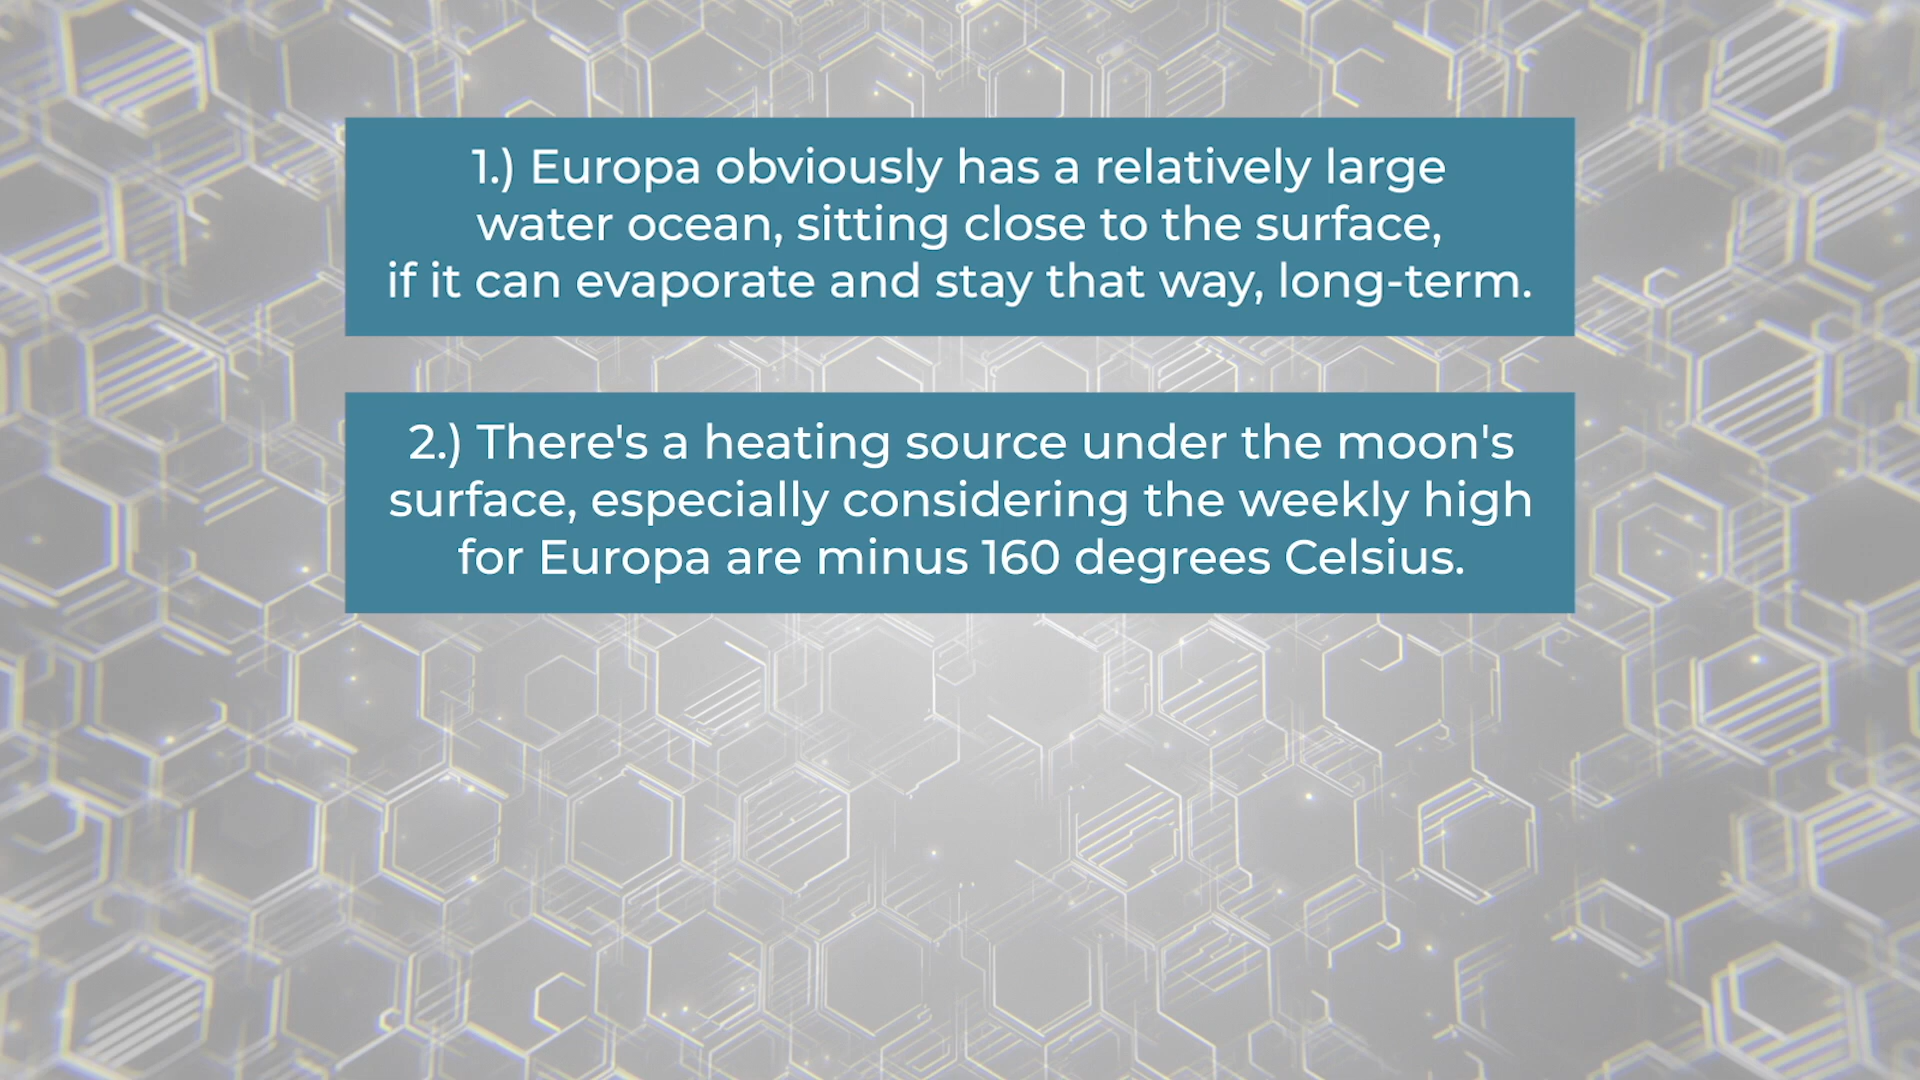 1.) Europa obviously has a relatively large
water ocean, sitting close to the surface,
if it can evaporate and stay that way, long-term.
2.) There's a heating source under the moon's
surface, especially considering the weekly high
for Europa are minus 160 degrees Celsius.